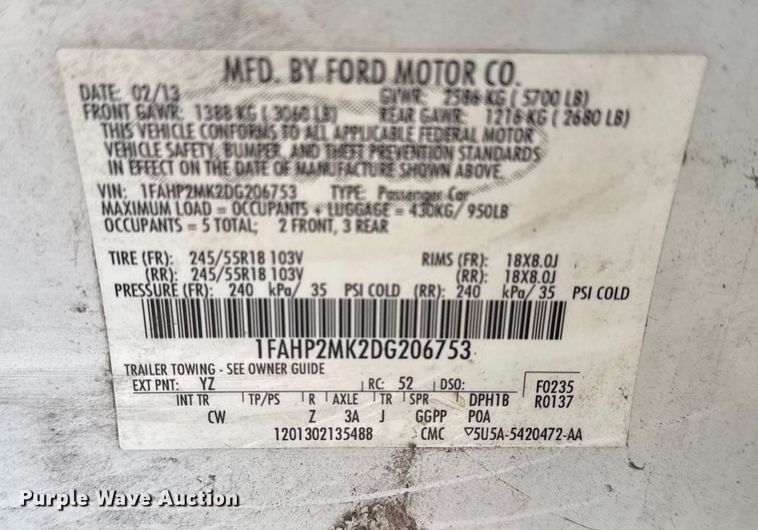 MFD. BY FORD MOTOR CO.
DATE: 02/13 GVWR: 2586 KG ( 5700 LB)
FRONT GAWR: 1388 KG ( 3060 LB) REAR GAWR: 1216 KG ( 2680 LB)
THIS VEHICLE CONFORMS TO ALL APPLICABLE FEDERAL MOTOR
VEHICLE SAFETY, BUMPER, AND THEFT PREVENTION STANDARDS
IN EFFECT ON THE DATE OF MANUFACTURE SHOWN ABOVE.
VIN: 1FAHP2MK2DG206753 TYPE: Passenger Car
MAXIMUM LOAD = OCCUPANTS + LUGGAGE = 430KG/ 950LB
OCCUPANTS = 5 TOTAL; 2 FRONT, 3 REAR
TIRE (FR): 245/55R18 103V RIMS (FR): 18X8.0J
(RR): 245/55R18 103V (RR): 18X8.0J
PRESSURE (FR): 240 kPa/ 35 PSI COLD (RR): 240 kPa/ 35 PSI COLD
1FAHP2MK2DG206753
TRAILER TOWING - SEE OWNER GUIDE
EXT PNT: YZ RC: 52 DSO: F0235
INT TR TP/PS R AXLE TR SPR DPH1B R0137
CW Z 3A J GGPP P0A
1201302135488 CMC ▽5U5A-5420472-AA
Purple Wave Auction